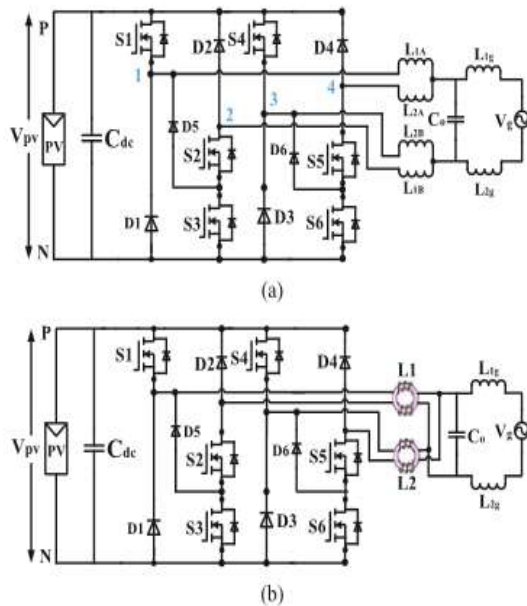 P
S1 D2 S4 D4
L1A L1g
1 2 3 4
L2A
D5 L2B Co Vg
Vpv PV Cdc
S2 D6 S5
L1B L2g
D1 S3 D3 S6
N
(a)
P
S1 D2 S4 D4
L1 L1g
D5
Vpv PV Cdc S2 D6 S5 Co Vg
L2 L2g
D1 S3 D3 S6
N
(b)